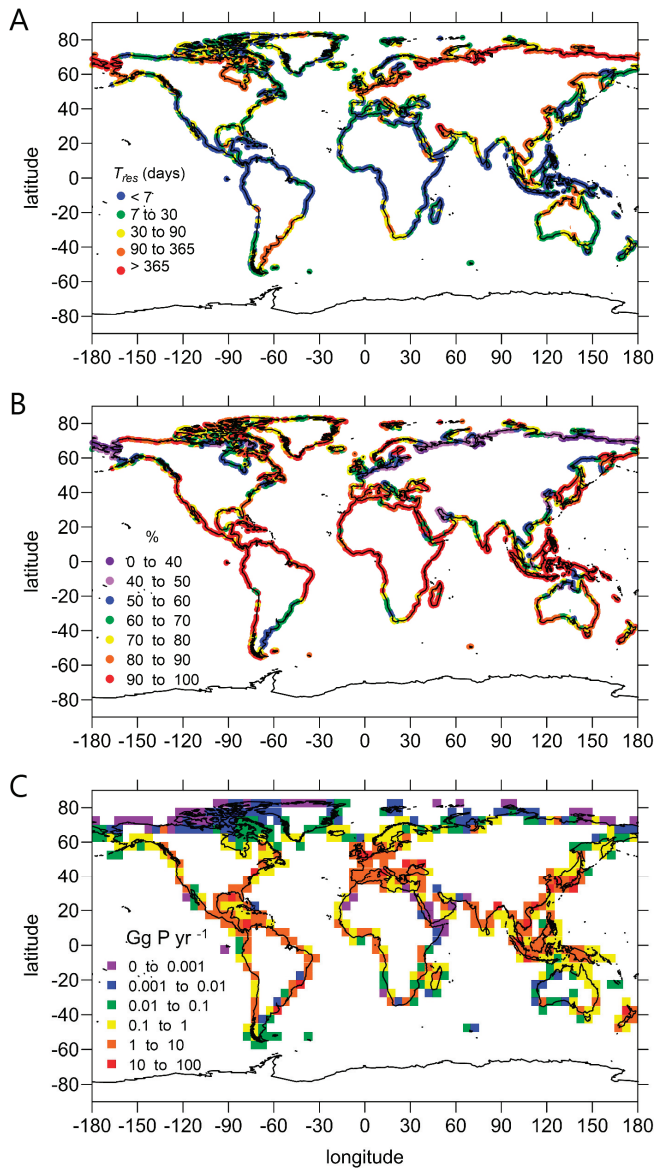 A
80
60
40
20
0
-20
-40
-60
-80
latitude
T_res (days)
< 7
7 to 30
30 to 90
90 to 365
> 365
-180 -150 -120 -90 -60 -30 0 30 60 90 120 150 180
B
80
60
40
20
0
-20
-40
-60
-80
latitude
%
0 to 40
40 to 50
50 to 60
60 to 70
70 to 80
80 to 90
90 to 100
-180 -150 -120 -90 -60 -30 0 30 60 90 120 150 180
C
80
60
40
20
0
-20
-40
-60
-80
latitude
Gg P yr ⁻¹
0 to 0.001
0.001 to 0.01
0.01 to 0.1
0.1 to 1
1 to 10
10 to 100
-180 -150 -120 -90 -60 -30 0 30 60 90 120 150 180
longitude